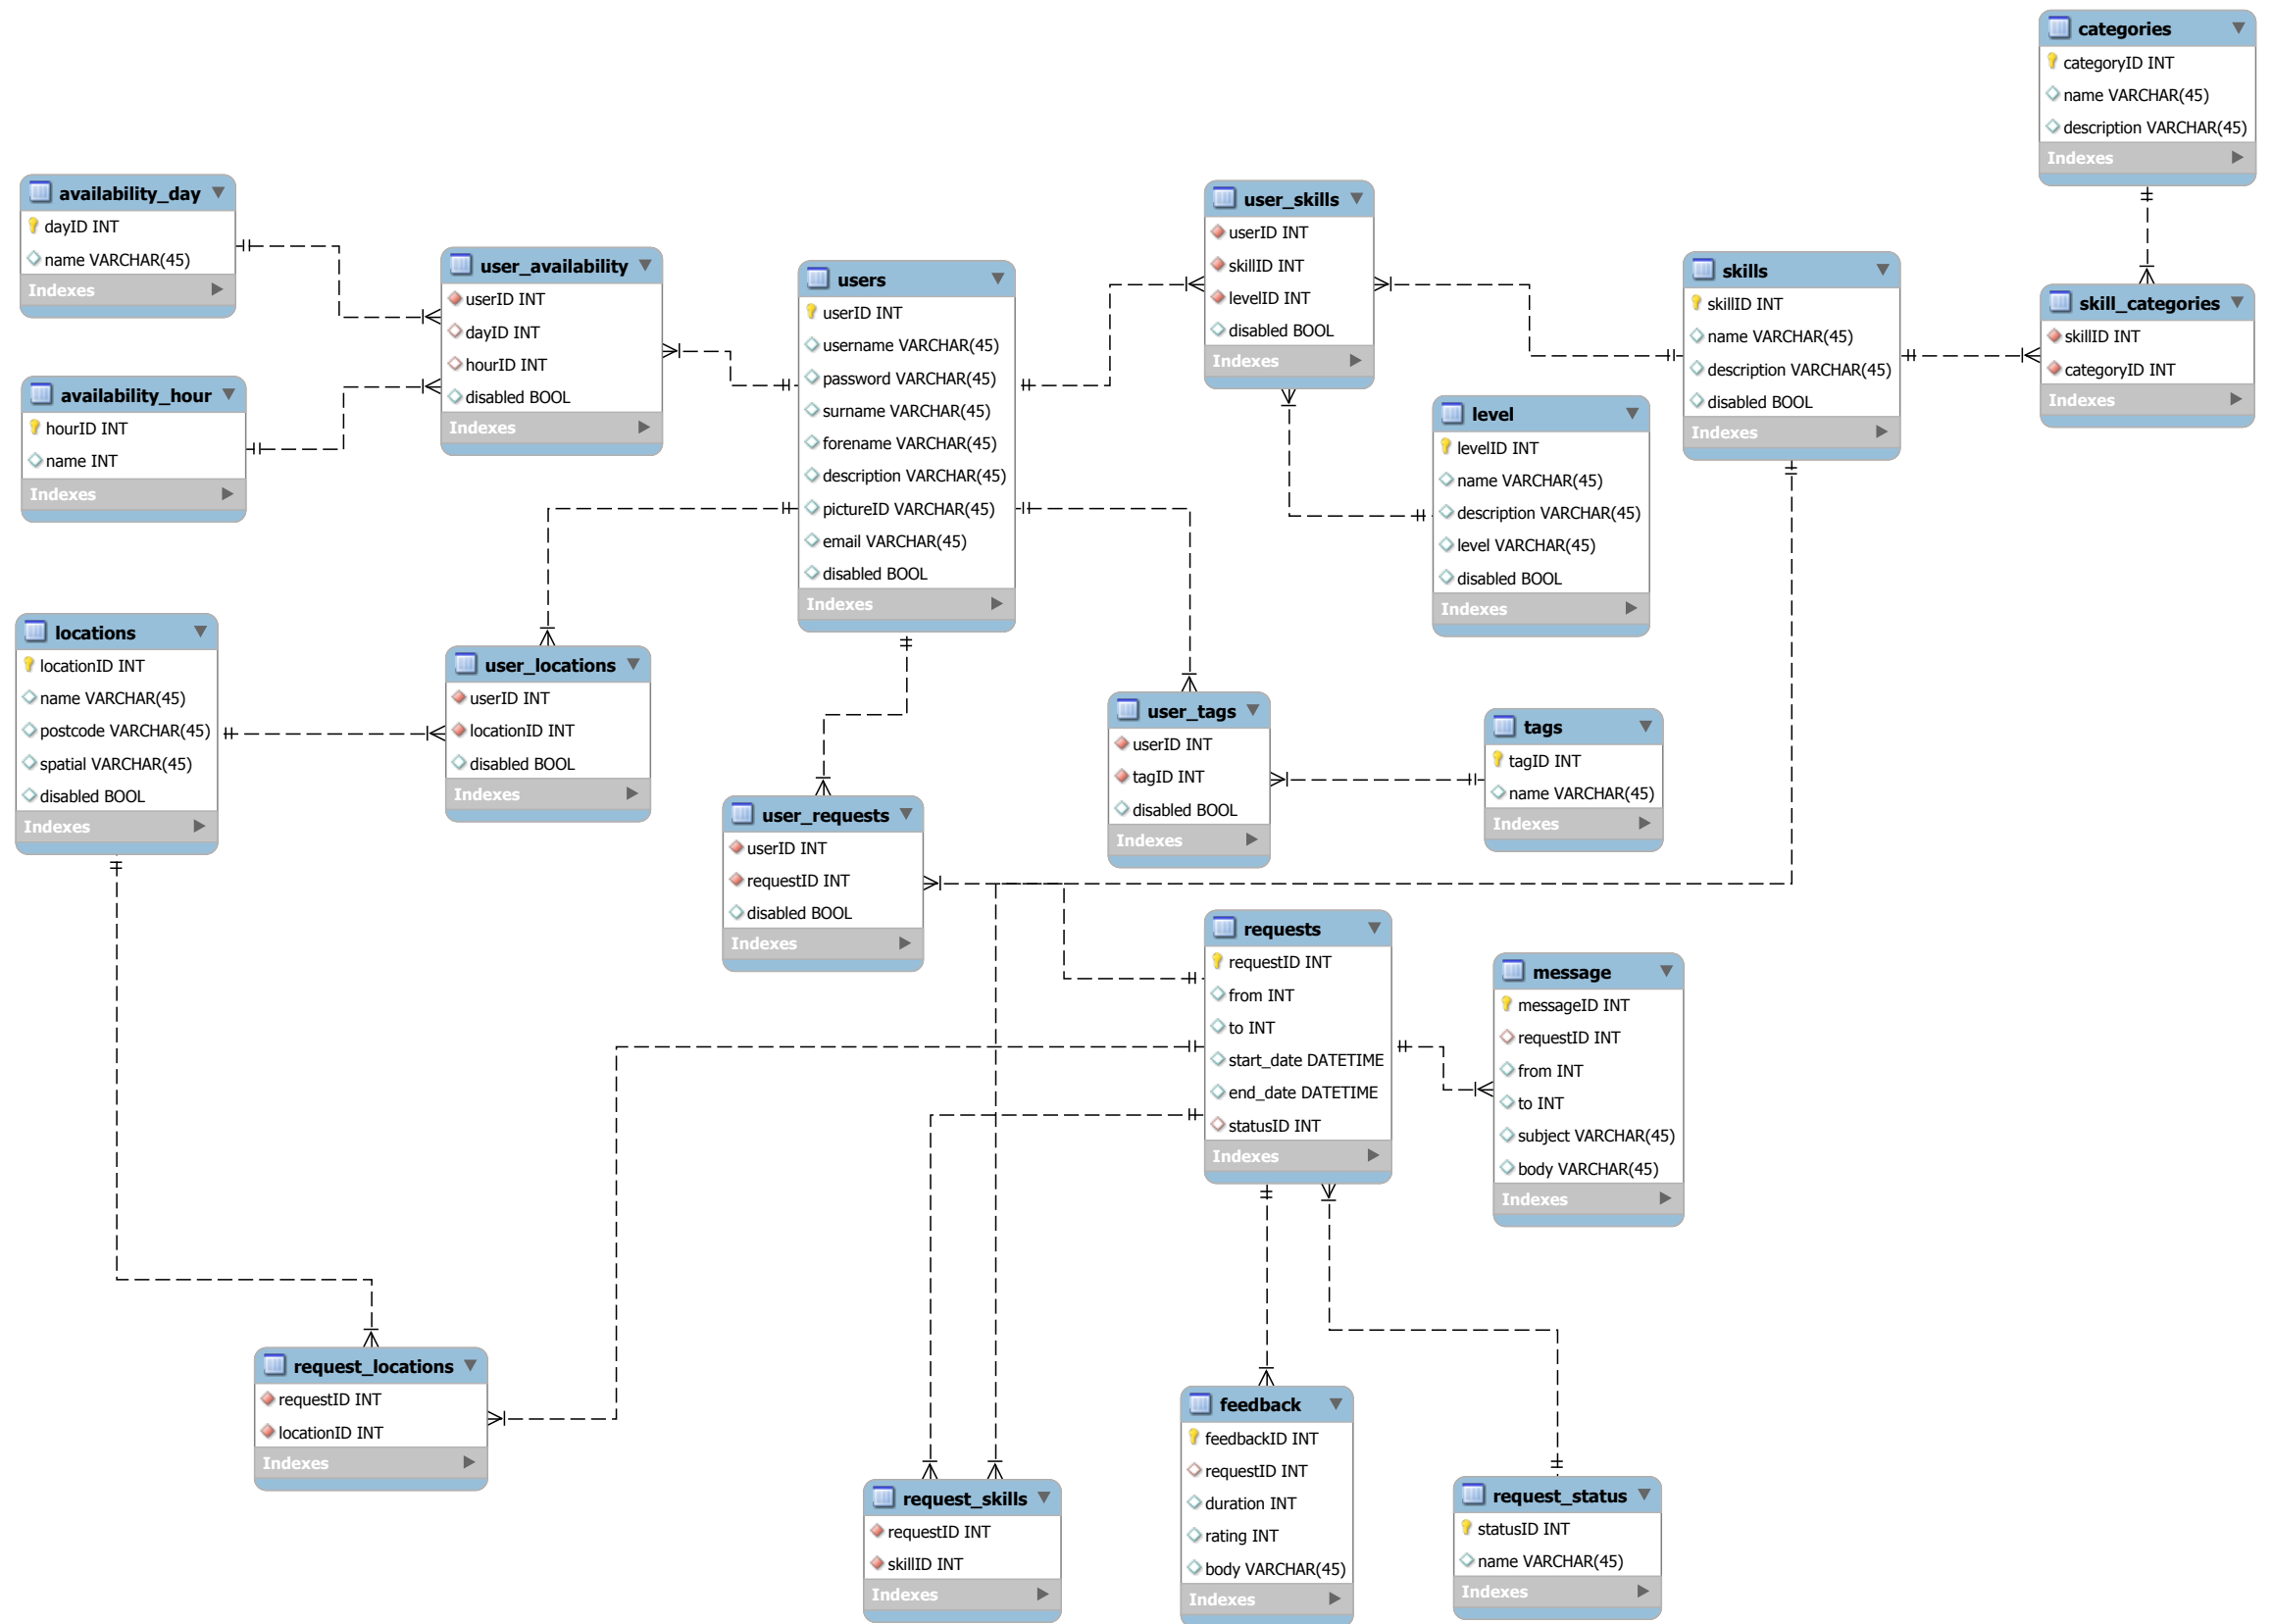 categories
categoryID INT
name VARCHAR(45)
description VARCHAR(45)
Indexes
availability_day
dayID INT
name VARCHAR(45)
Indexes
user_availability
userID INT
dayID INT
hourID INT
disabled BOOL
Indexes
users
userID INT
username VARCHAR(45)
password VARCHAR(45)
surname VARCHAR(45)
forename VARCHAR(45)
description VARCHAR(45)
pictureID VARCHAR(45)
email VARCHAR(45)
disabled BOOL
Indexes
user_skills
userID INT
skillID INT
levelID INT
disabled BOOL
Indexes
skills
skillID INT
name VARCHAR(45)
description VARCHAR(45)
disabled BOOL
Indexes
skill_categories
skillID INT
categoryID INT
Indexes
availability_hour
hourID INT
name INT
Indexes
level
levelID INT
name VARCHAR(45)
description VARCHAR(45)
level VARCHAR(45)
disabled BOOL
Indexes
locations
locationID INT
name VARCHAR(45)
postcode VARCHAR(45)
spatial VARCHAR(45)
disabled BOOL
Indexes
user_locations
userID INT
locationID INT
disabled BOOL
Indexes
user_requests
userID INT
requestID INT
disabled BOOL
Indexes
user_tags
userID INT
tagID INT
disabled BOOL
Indexes
tags
tagID INT
name VARCHAR(45)
Indexes
requests
requestID INT
from INT
to INT
start_date DATETIME
end_date DATETIME
statusID INT
Indexes
message
messageID INT
requestID INT
from INT
to INT
subject VARCHAR(45)
body VARCHAR(45)
Indexes
request_locations
requestID INT
locationID INT
Indexes
request_skills
requestID INT
skillID INT
Indexes
feedback
feedbackID INT
requestID INT
duration INT
rating INT
body VARCHAR(45)
Indexes
request_status
statusID INT
name VARCHAR(45)
Indexes